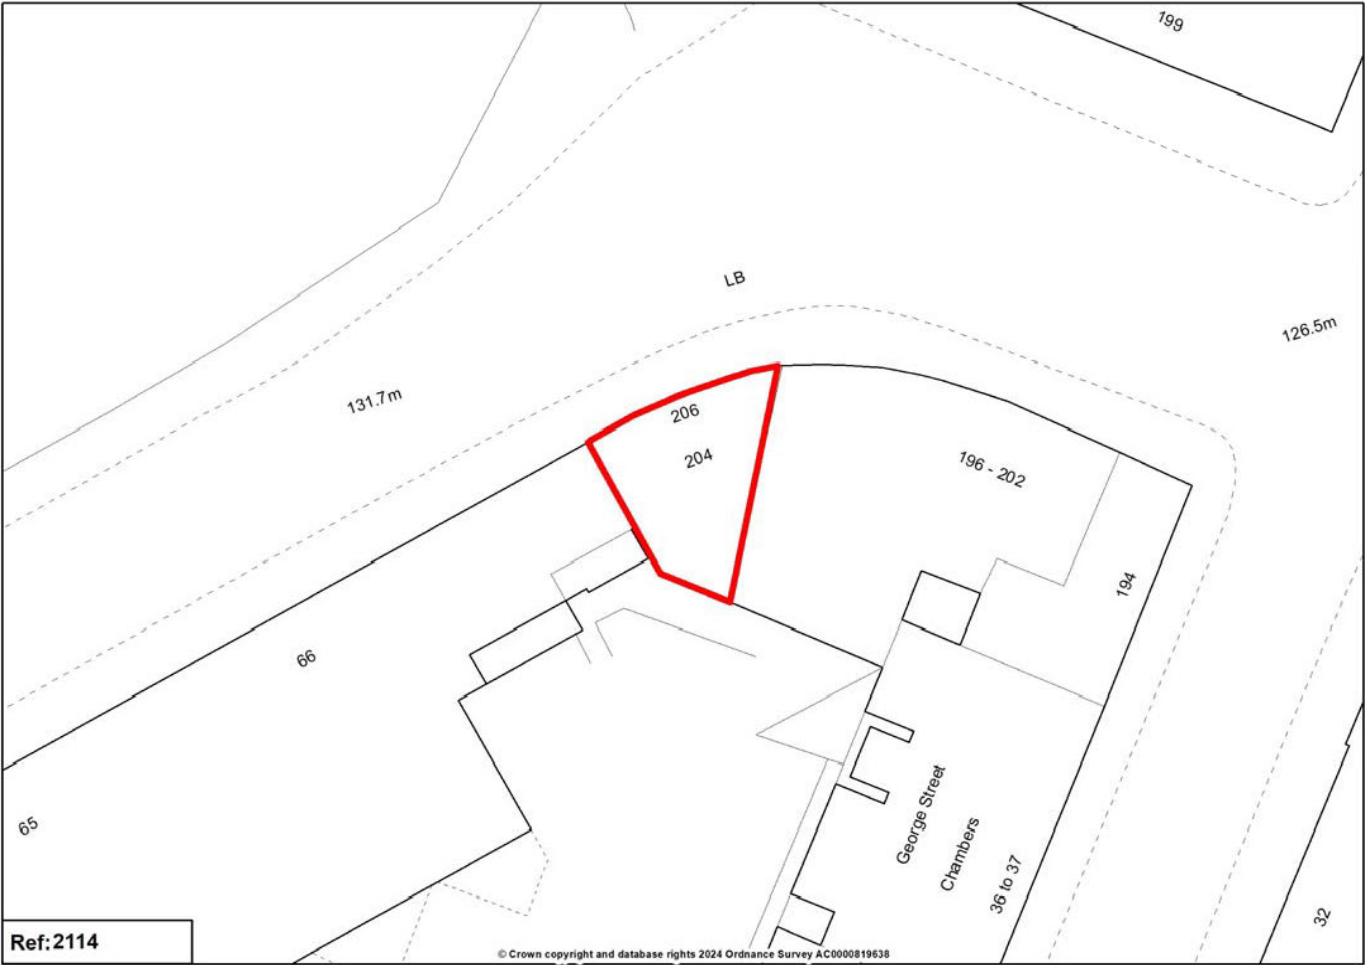 199
LB
126.5m
131.7m
206
204
196 - 202
194
66
65
George Street
Chambers
36 to 37
32
Ref:2114
© Crown copyright and database rights 2024 Ordnance Survey AC0000819638